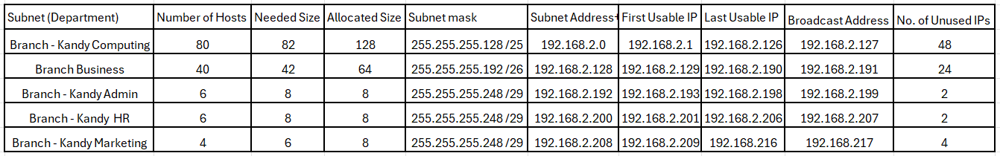 Subnet (Department) Number of Hosts Needed Size Allocated Size Subnet mask Subnet Address First Usable IP Last Usable IP Broadcast Address No. of Unused IPs
Branch - Kandy Computing 80 82 128 255.255.255.128 /25 192.168.2.0 192.168.2.1 192.168.2.126 192.168.2.127 48
Branch Business 40 42 64 255.255.255.192 /26 192.168.2.128 192.168.2.129 192.168.2.190 192.168.2.191 24
Branch - Kandy Admin 6 8 8 255.255.255.248 /29 192.168.2.192 192.168.2.193 192.168.2.198 192.168.2.199 2
Branch - Kandy HR 6 8 8 255.255.255.248 /29 192.168.2.200 192.168.2.201 192.168.2.206 192.168.2.207 2
Branch - Kandy Marketing 4 6 8 255.255.255.248 /29 192.168.2.208 192.168.2.209 192.168.216 192.168.217 4